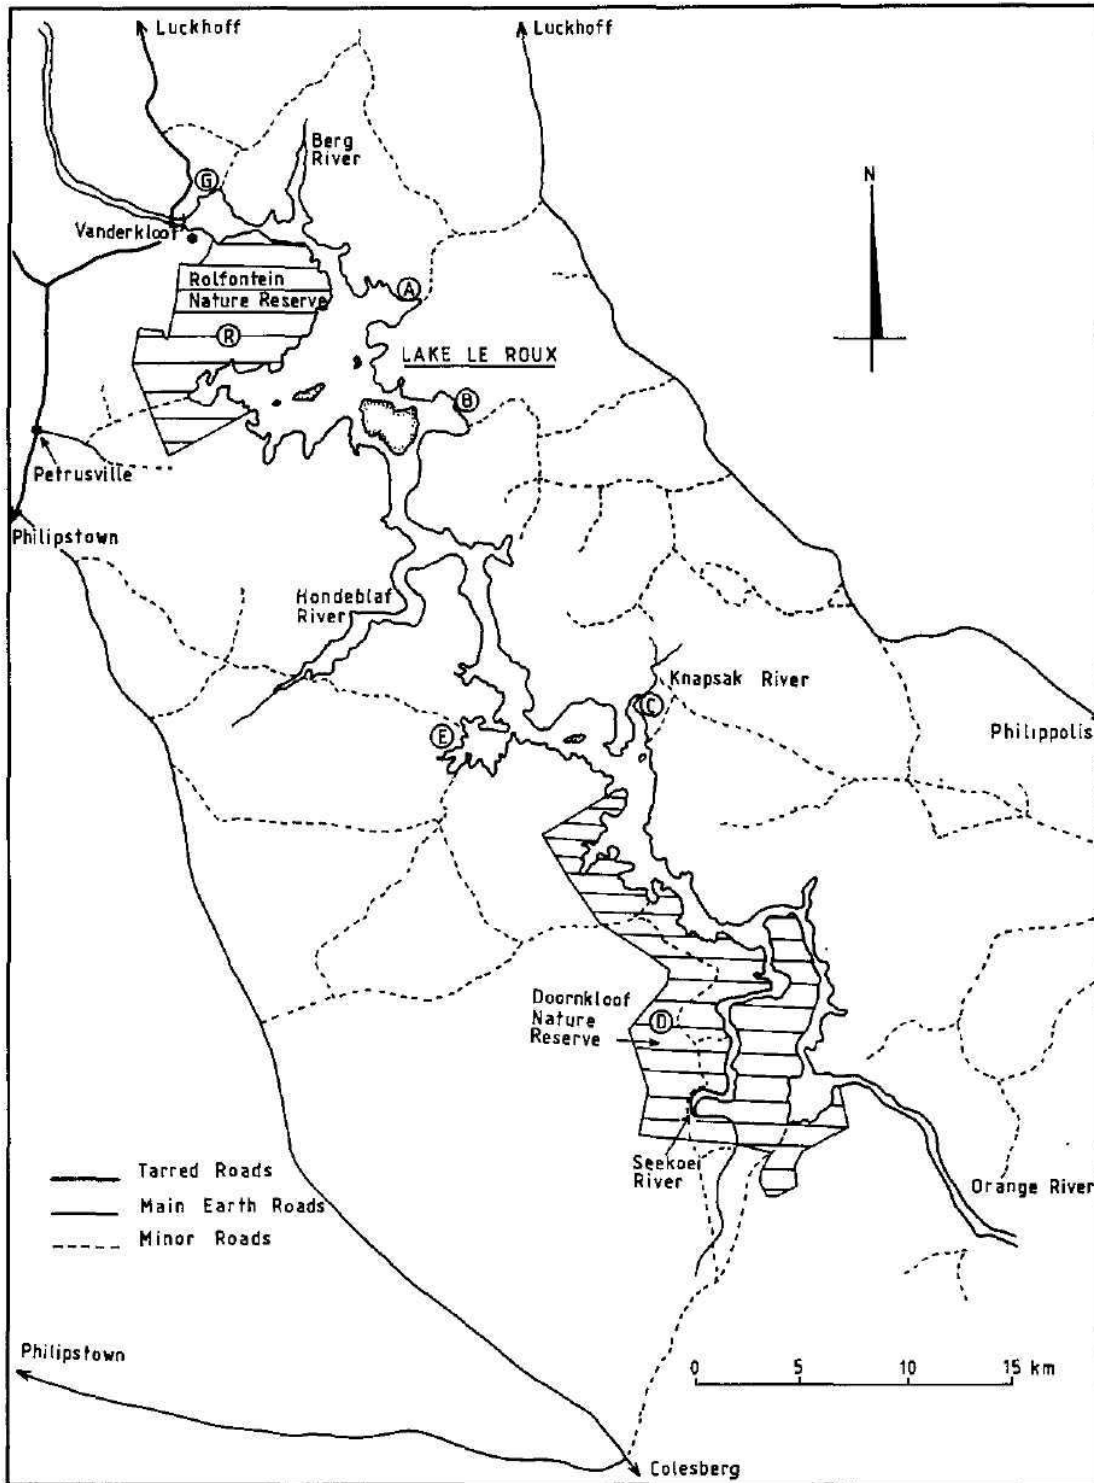 Luckhoff
Luckhoff
Berg
River
N
G
Vanderkloof
Rolfontein
Nature Reserve
A
R
LAKE LE ROUX
B
Petrusville
Philipstown
Hondeblaf
River
Knapsak River
C
E
Philippolis
Doornkloof
Nature
Reserve
D
Seekoei
River
Orange River
Tarred Roads
Main Earth Roads
Minor Roads
Philipstown
0 5 10 15 km
Colesberg